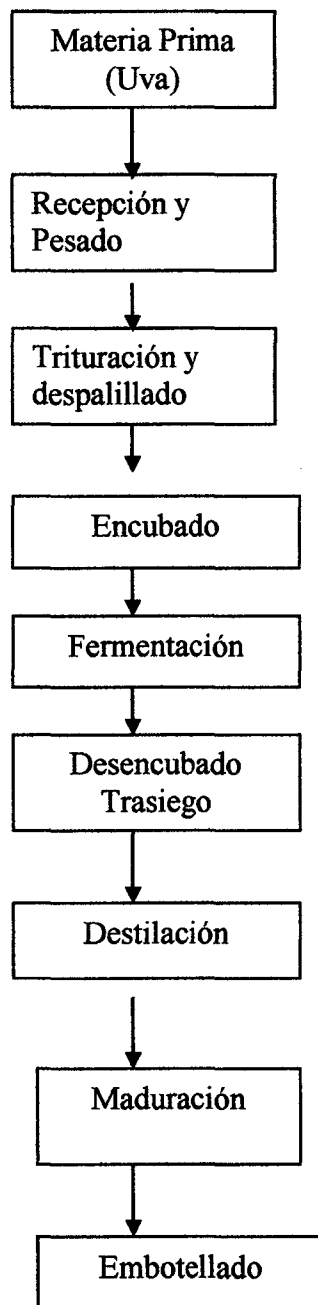 Materia Prima
(Uva)
Recepción y
Pesado
Trituración y
despalillado
Encubado
Fermentación
Desencubado
Trasiego
Destilación
Maduración
Embotellado